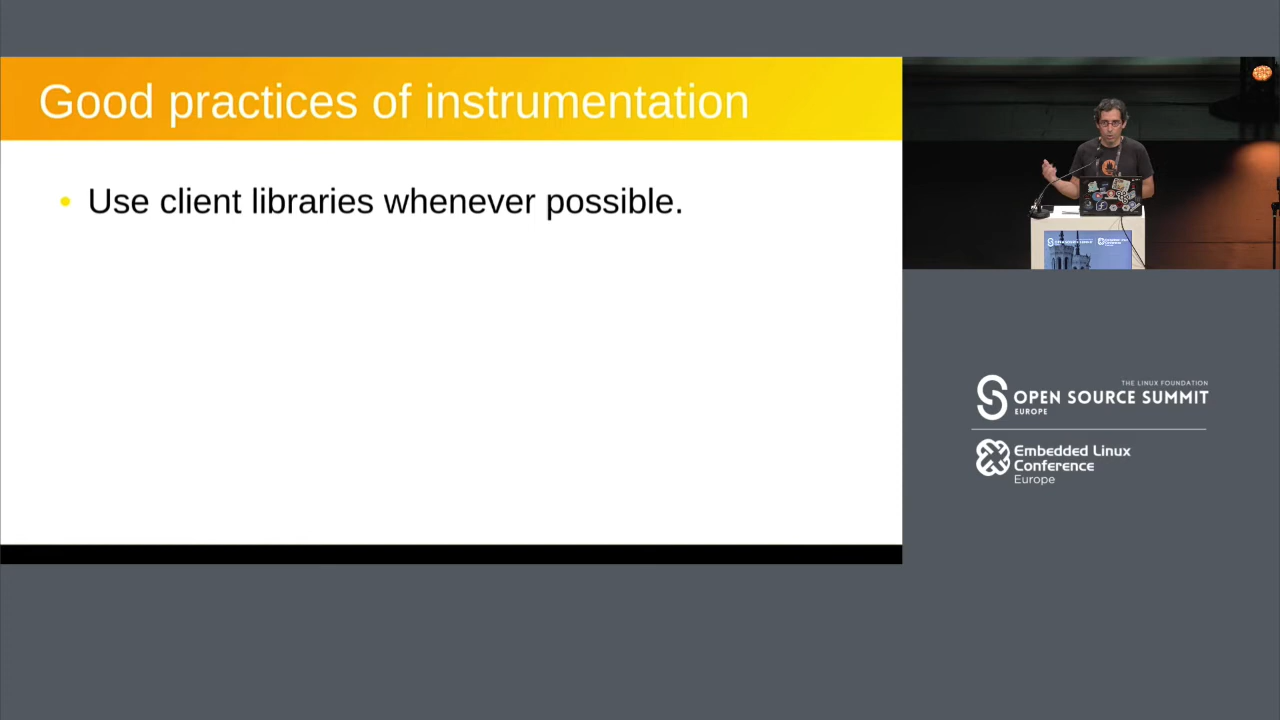 Good practices of instrumentation
• Use client libraries whenever possible.
THE LINUX FOUNDATION
OPEN SOURCE SUMMIT
EUROPE
Embedded Linux
Conference
Europe